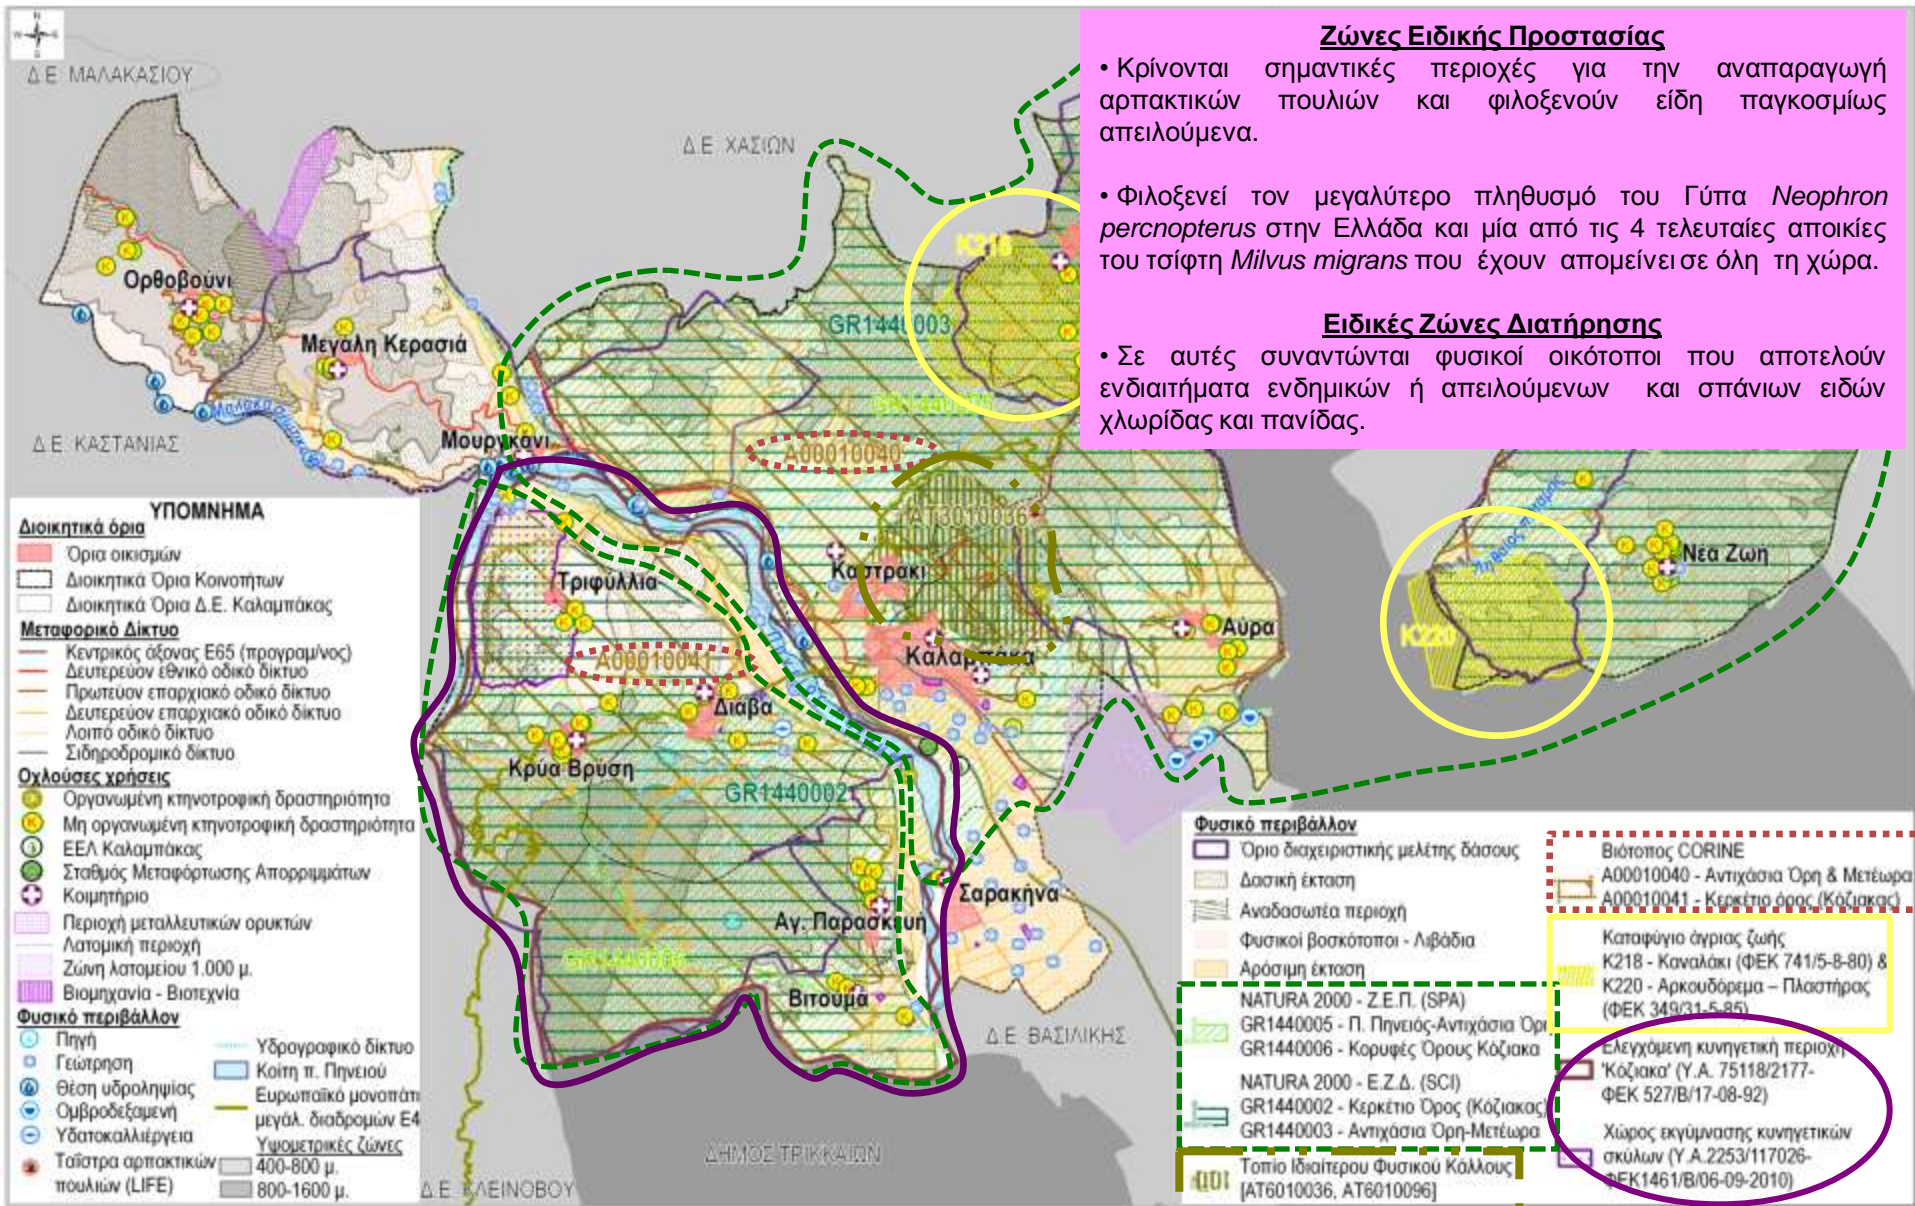 Ζώνες Ειδικής Προστασίας
• Κρίνονται σημαντικές περιοχές για την αναπαραγωγή
αρπακτικών πουλιών και φιλοξενούν είδη παγκοσμίως
απειλούμενα.
• Φιλοξενεί τον μεγαλύτερο πληθυσμό του Γύπα Neophron
percnopterus στην Ελλάδα και μία από τις 4 τελευταίες αποικίες
του τσίφτη Milvus migrans που έχουν απομείνει σε όλη τη χώρα.
Ειδικές Ζώνες Διατήρησης
• Σε αυτές συναντώνται φυσικοί οικότοποι που αποτελούν
ενδιαιτήματα ενδημικών ή απειλούμενων και σπάνιων ειδών
χλωρίδας και πανίδας.
Δ.Ε. ΜΑΛΑΚΑΣΙΟΥ
Δ.Ε. ΧΑΣΙΩΝ
Κ218
Ορθοβούνι
GR1440003
Μεγάλη Κερασιά
GR1440005
Δ.Ε. ΚΑΣΤΑΝΙΑΣ
Μουργκάνι
A00010040
AT3010036
Καστράκι
Τριφύλλια
Νέα Ζωή
Αύρα
Κ220
A00010041
Καλαμπάκα
Διάβα
Κρύα Βρύση
GR1440002
Σαρακήνα
Αγ. Παρασκευή
GR1440006
Βιτουμά
Δ.Ε. ΒΑΣΙΛΙΚΗΣ
ΔΗΜΟΣ ΤΡΙΚΚΑΙΩΝ
Δ.Ε. ΚΛΕΙΝΟΒΟΥ
ΥΠΟΜΝΗΜΑ
Διοικητικά όρια
Όρια οικισμών
Διοικητικά Όρια Κοινοτήτων
Διοικητικά Όρια Δ.Ε. Καλαμπάκας
Μεταφορικό Δίκτυο
Κεντρικός άξονας Ε65 (προγραμ/νος)
Δευτερεύον εθνικό οδικό δίκτυο
Πρωτεύον επαρχιακό οδικό δίκτυο
Δευτερεύον επαρχιακό οδικό δίκτυο
Λοιπό οδικό δίκτυο
Σιδηροδρομικό δίκτυο
Οχλούσες χρήσεις
Οργανωμένη κτηνοτροφική δραστηριότητα
Μη οργανωμένη κτηνοτροφική δραστηριότητα
ΕΕΛ Καλαμπάκας
Σταθμός Μεταφόρτωσης Απορριμμάτων
Κοιμητήριο
Περιοχή μεταλλευτικών ορυκτών
Λατομική περιοχή
Ζώνη λατομείου 1.000 μ.
Βιομηχανία - Βιοτεχνία
Φυσικό περιβάλλον
Πηγή
Γεώτρηση
Θέση υδροληψίας
Ομβροδεξαμενή
Υδατοκαλλιέργεια
Ταΐστρα αρπακτικών
πουλιών (LIFE)
Υδρογραφικό δίκτυο
Κοίτη π. Πηνειού
Ευρωπαϊκό μονοπάτι
μεγάλ. διαδρομών Ε4
Υψομετρικές ζώνες
400-800 μ.
800-1600 μ.
Φυσικό περιβάλλον
Όριο διαχειριστικής μελέτης δάσους
Δασική έκταση
Αναδασωτέα περιοχή
Φυσικοί βοσκότοποι - Λιβάδια
Αρόσιμη έκταση
NATURA 2000 - Ζ.Ε.Π. (SPA)
GR1440005 - Π. Πηνειός-Αντιχάσια Όρη
GR1440006 - Κορυφές Όρους Κόζιακα
NATURA 2000 - Ε.Ζ.Δ. (SCI)
GR1440002 - Κερκέτιο Όρος (Κόζιακας)
GR1440003 - Αντιχάσια Όρη-Μετέωρα
Τοπίο Ιδιαίτερου Φυσικού Κάλλους
[AT6010036, AT6010096]
Βιότοπος CORINE
A00010040 - Αντιχάσια Όρη & Μετέωρα
A00010041 - Κερκέτιο όρος (Κόζιακας)
Καταφύγιο άγριας ζωής
Κ218 - Καναλάκι (ΦΕΚ 741/5-8-80) &
Κ220 - Αρκουδόρεμα – Πλαστήρας
(ΦΕΚ 349/31-5-85)
Ελεγχόμενη κυνηγετική περιοχή
'Κόζιακα' (Υ.Α. 75118/2177-
ΦΕΚ 527/Β/17-08-92)
Χώρος εκγύμνασης κυνηγετικών
σκύλων (Υ.Α.2253/117026-
ΦΕΚ1461/Β/06-09-2010)